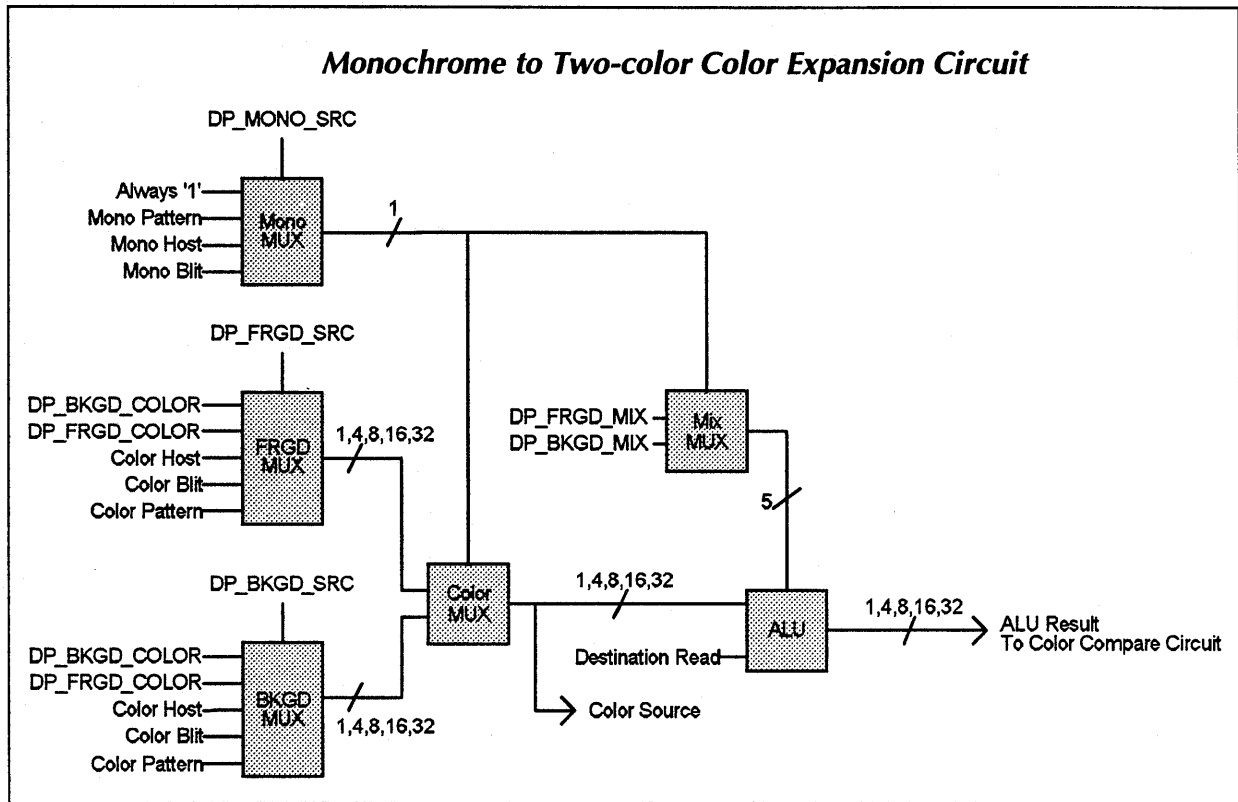 Monochrome to Two-color Color Expansion Circuit
DP_MONO_SRC
Always '1'
Mono Pattern
Mono Host
Mono Blit
Mono
MUX
1
DP_FRGD_SRC
DP_BKGD_COLOR
DP_FRGD_COLOR
Color Host
Color Blit
Color Pattern
FRGD
MUX
1,4,8,16,32
DP_FRGD_MIX
DP_BKGD_MIX
Mix
MUX
5
DP_BKGD_SRC
DP_BKGD_COLOR
DP_FRGD_COLOR
Color Host
Color Blit
Color Pattern
BKGD
MUX
1,4,8,16,32
Color
MUX
1,4,8,16,32
Destination Read
ALU
1,4,8,16,32
ALU Result
To Color Compare Circuit
Color Source